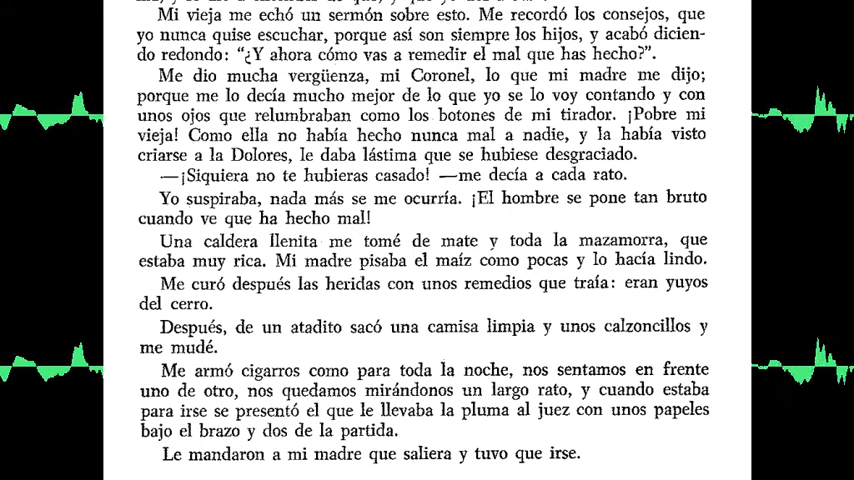 Mi vieja me echó un sermón sobre esto. Me recordó los consejos, que
yo nunca quise escuchar, porque así son siempre los hijos, y acabó dicien-
do redondo: “¿Y ahora cómo vas a remedir el mal que has hecho?”.
Me dio mucha vergüenza, mi Coronel, lo que mi madre me dijo;
porque me lo decía mucho mejor de lo que yo se lo voy contando y con
unos ojos que relumbraban como los botones de mi tirador. ¡Pobre mi
vieja! Como ella no había hecho nunca mal a nadie, y la había visto
criarse a la Dolores, le daba lástima que se hubiese desgraciado.
—¡Siquiera no te hubieras casado! —me decía a cada rato.
Yo suspiraba, nada más se me ocurría. ¡El hombre se pone tan bruto
cuando ve que ha hecho mal!
Una caldera llenita me tomé de mate y toda la mazamorra, que
estaba muy rica. Mi madre pisaba el maíz como pocas y lo hacía lindo.
Me curó después las heridas con unos remedios que traía: eran yuyos
del cerro.
Después, de un atadito sacó una camisa limpia y unos calzoncillos y
me mudé.
Me armó cigarros como para toda la noche, nos sentamos en frente
uno de otro, nos quedamos mirándonos un largo rato, y cuando estaba
para irse se presentó el que le llevaba la pluma al juez con unos papeles
bajo el brazo y dos de la partida.
Le mandaron a mi madre que saliera y tuvo que irse.